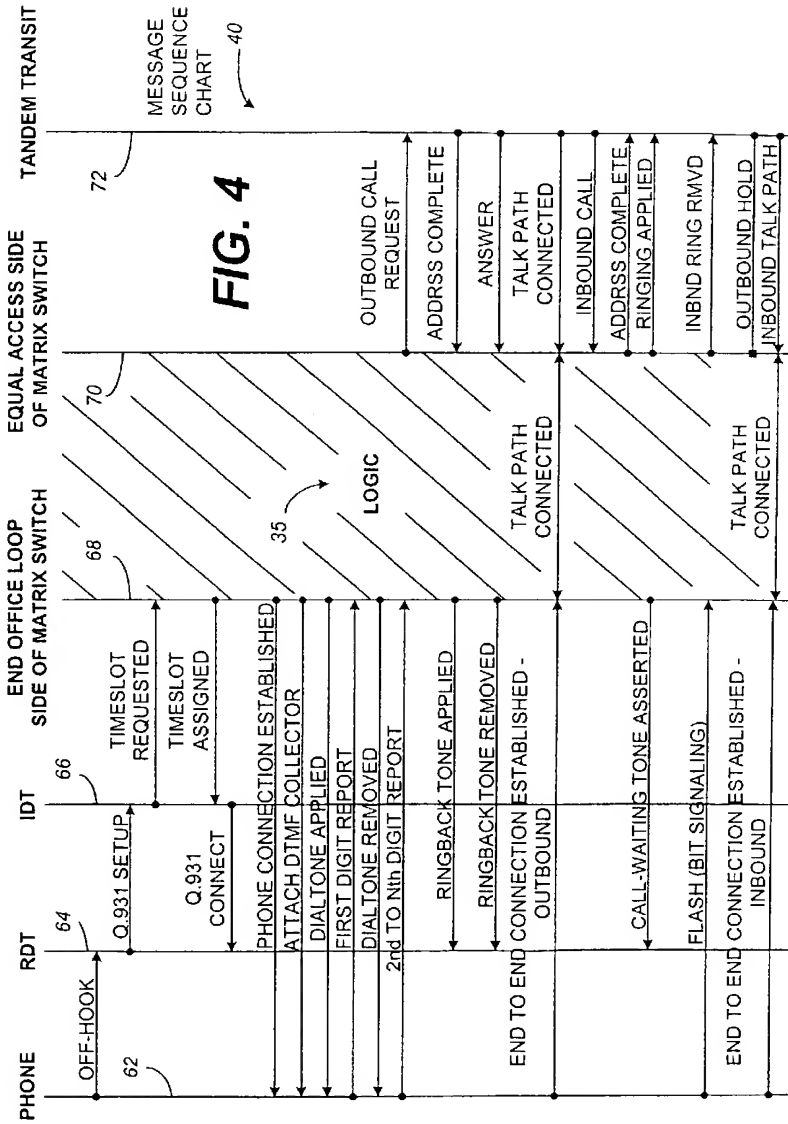 PHONE
RDT
IDT
END OFFICE LOOP
SIDE OF MATRIX SWITCH
EQUAL ACCESS SIDE
OF MATRIX SWITCH
TANDEM TRANSIT
62
64
66
68
70
72
MESSAGE
SEQUENCE
CHART
40
FIG. 4
35
LOGIC
OFF-HOOK
Q.931 SETUP
TIMESLOT
REQUESTED
TIMESLOT
ASSIGNED
Q.931
CONNECT
PHONE CONNECTION ESTABLISHED
ATTACH DTMF COLLECTOR
DIALTONE APPLIED
FIRST DIGIT REPORT
DIALTONE REMOVED
2nd TO Nth DIGIT REPORT
OUTBOUND CALL
REQUEST
ADDRSS COMPLETE
RINGBACK TONE APPLIED
ANSWER
RINGBACK TONE REMOVED
END TO END CONNECTION ESTABLISHED -
OUTBOUND
TALK PATH
CONNECTED
TALK PATH
CONNECTED
INBOUND CALL
ADDRSS COMPLETE
RINGING APPLIED
CALL-WAITING TONE ASSERTED
FLASH (BIT SIGNALING)
INBND RING RMVD
END TO END CONNECTION ESTABLISHED -
INBOUND
TALK PATH
CONNECTED
OUTBOUND HOLD
INBOUND TALK PATH